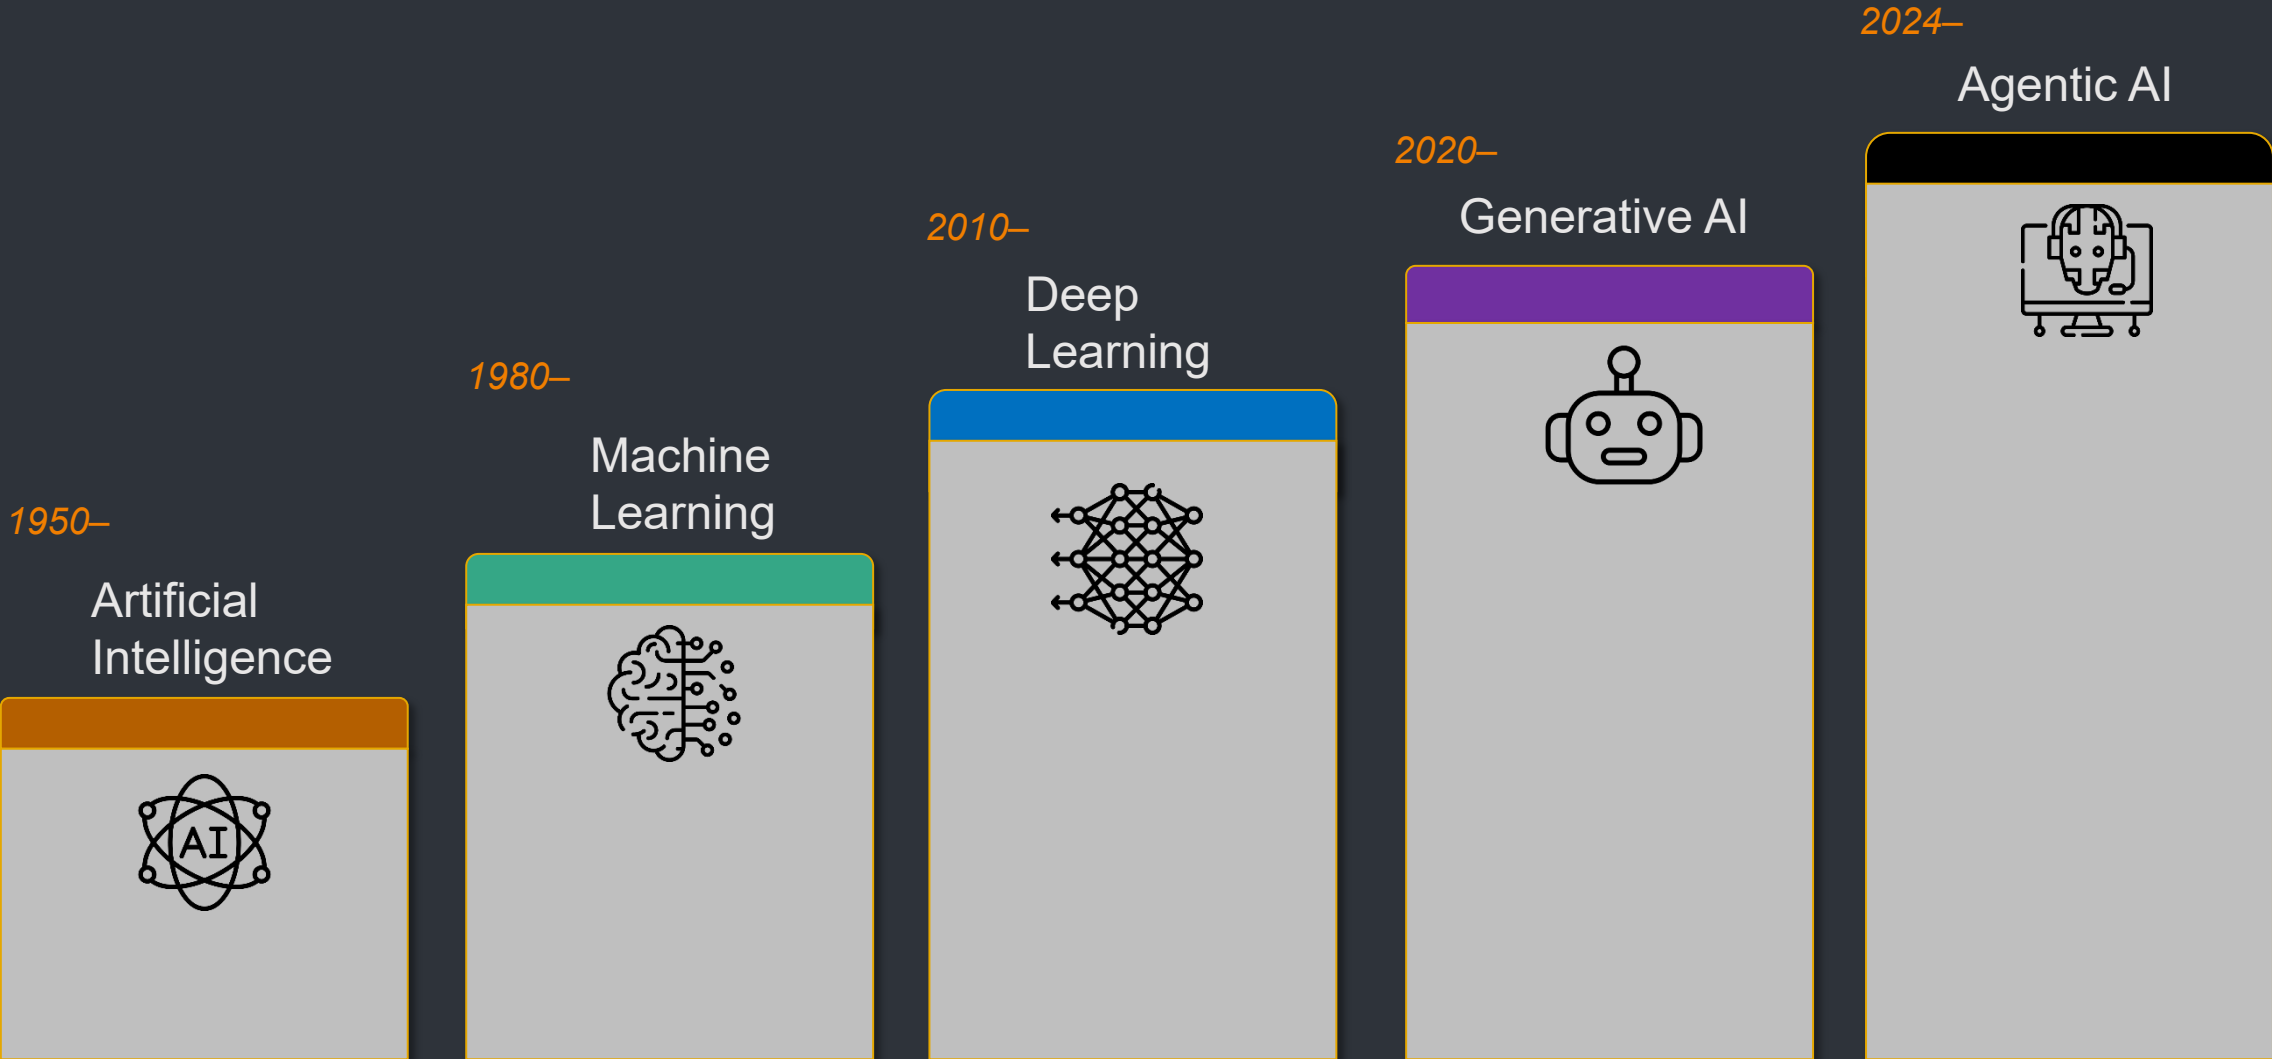 1950–
Artificial
Intelligence
AI
1980–
Machine
Learning
2010–
Deep
Learning
2020–
Generative AI
2024–
Agentic AI